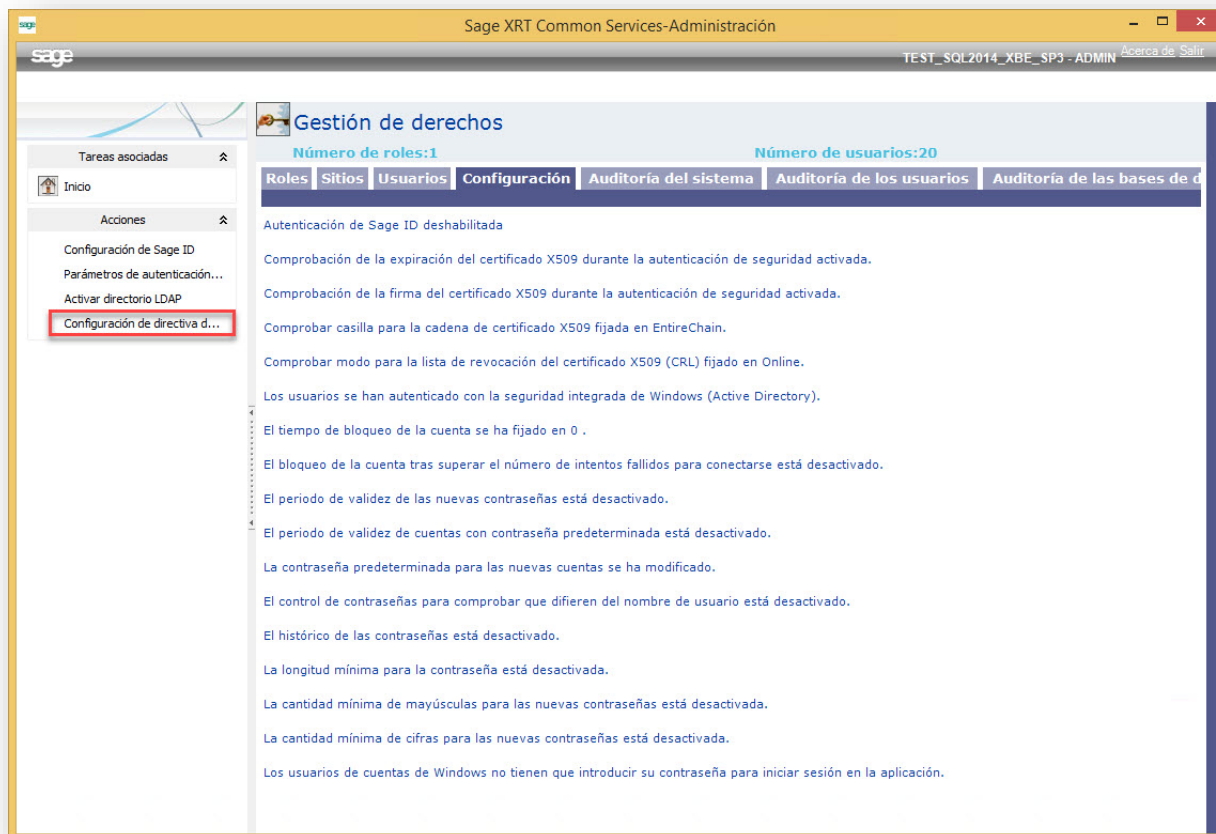 sage
Sage XRT Common Services-Administración
sage
TEST_SQL2014_XBE_SP3 - ADMIN Acerca de Salir
Gestión de derechos
Número de roles:1 Número de usuarios:20
Tareas asociadas
Inicio
Acciones
Configuración de Sage ID
Parámetros de autenticación...
Activar directorio LDAP
Configuración de directiva d...
Roles Sitios Usuarios Configuración Auditoría del sistema Auditoría de los usuarios Auditoría de las bases de d
Autenticación de Sage ID deshabilitada
Comprobación de la expiración del certificado X509 durante la autenticación de seguridad activada.
Comprobación de la firma del certificado X509 durante la autenticación de seguridad activada.
Comprobar casilla para la cadena de certificado X509 fijada en EntireChain.
Comprobar modo para la lista de revocación del certificado X509 (CRL) fijado en Online.
Los usuarios se han autenticado con la seguridad integrada de Windows (Active Directory).
El tiempo de bloqueo de la cuenta se ha fijado en 0 .
El bloqueo de la cuenta tras superar el número de intentos fallidos para conectarse está desactivado.
El periodo de validez de las nuevas contraseñas está desactivado.
El periodo de validez de cuentas con contraseña predeterminada está desactivado.
La contraseña predeterminada para las nuevas cuentas se ha modificado.
El control de contraseñas para comprobar que difieren del nombre de usuario está desactivado.
El histórico de las contraseñas está desactivado.
La longitud mínima para la contraseña está desactivada.
La cantidad mínima de mayúsculas para las nuevas contraseñas está desactivada.
La cantidad mínima de cifras para las nuevas contraseñas está desactivada.
Los usuarios de cuentas de Windows no tienen que introducir su contraseña para iniciar sesión en la aplicación.